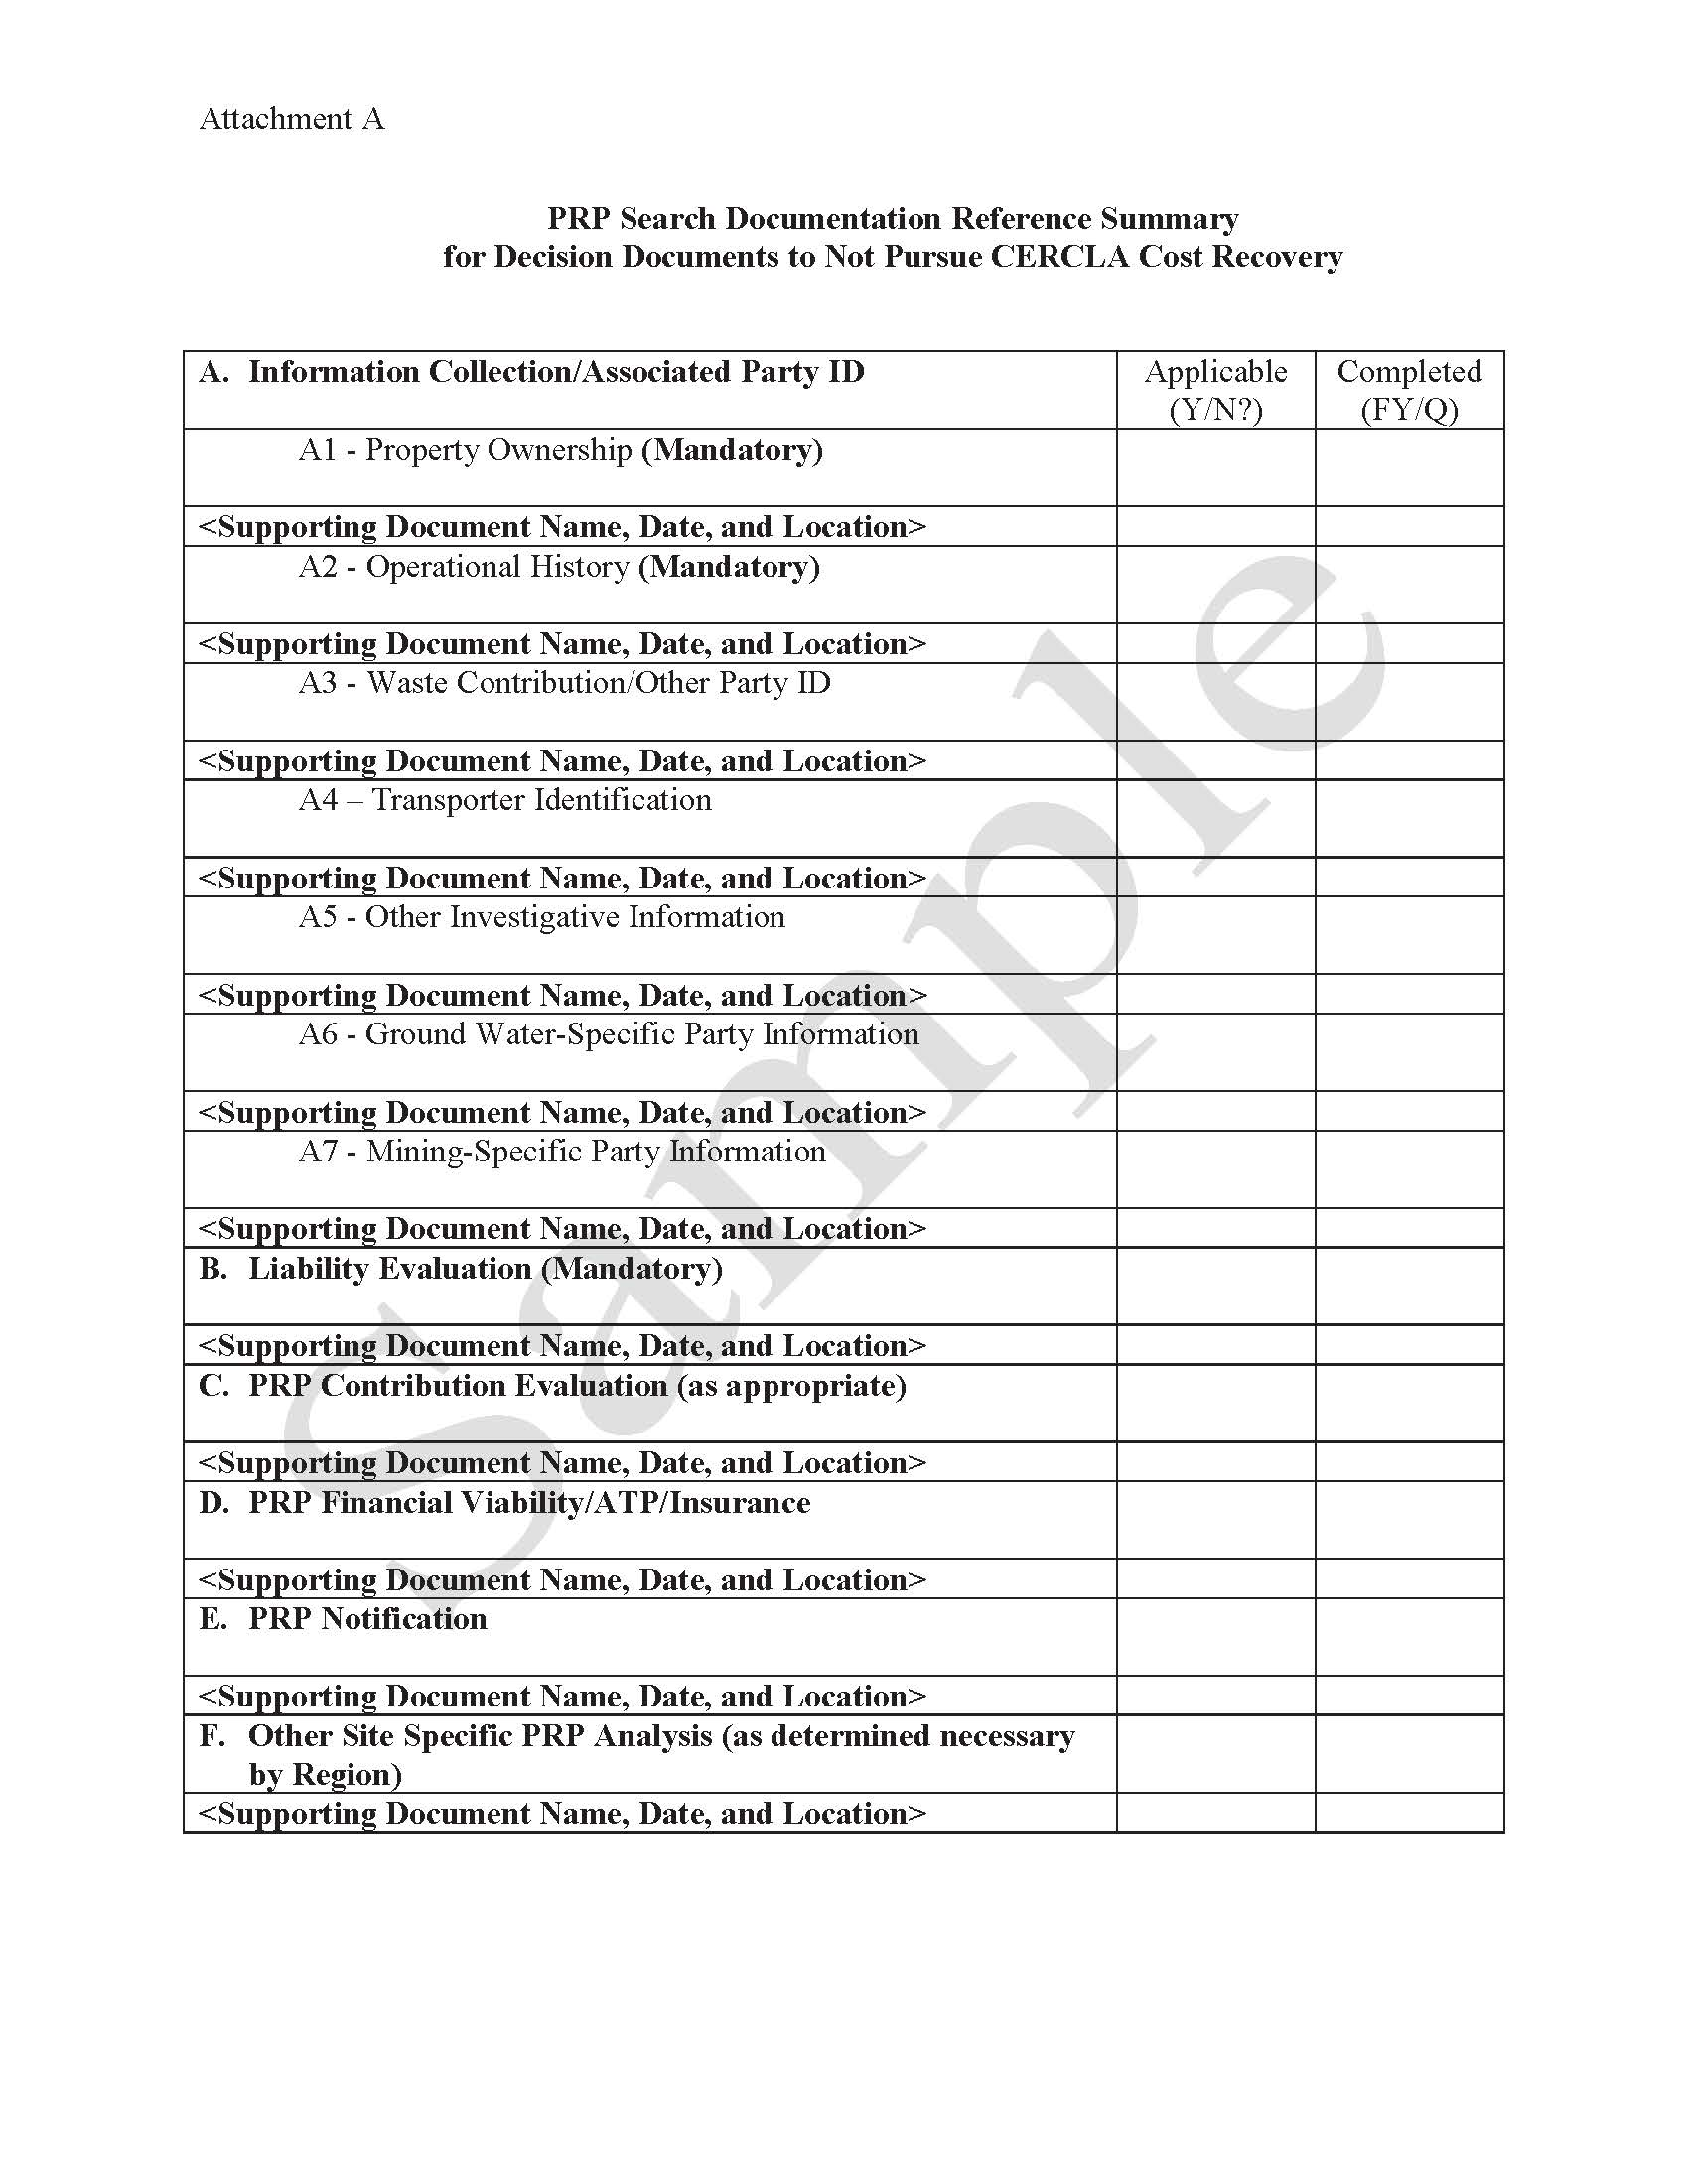 Attachment A
PRP Search Documentation Reference Summary
for Decision Documents to Not Pursue CERCLA Cost Recovery
A. Information Collection/Associated Party ID Applicable Completed
(Y/N?) (FY/Q)
A1 - Property Ownership (Mandatory)
<Supporting Document Name, Date, and Location>
A2 - Operational History (Mandatory)
<Supporting Document Name, Date, and Location>
A3 - Waste Contribution/Other Party ID
<Supporting Document Name, Date, and Location>
A4 – Transporter Identification
<Supporting Document Name, Date, and Location>
A5 - Other Investigative Information
<Supporting Document Name, Date, and Location>
A6 - Ground Water-Specific Party Information
<Supporting Document Name, Date, and Location>
A7 - Mining-Specific Party Information
<Supporting Document Name, Date, and Location>
B. Liability Evaluation (Mandatory)
<Supporting Document Name, Date, and Location>
C. PRP Contribution Evaluation (as appropriate)
<Supporting Document Name, Date, and Location>
D. PRP Financial Viability/ATP/Insurance
<Supporting Document Name, Date, and Location>
E. PRP Notification
<Supporting Document Name, Date, and Location>
F. Other Site Specific PRP Analysis (as determined necessary
by Region)
<Supporting Document Name, Date, and Location>
Sample